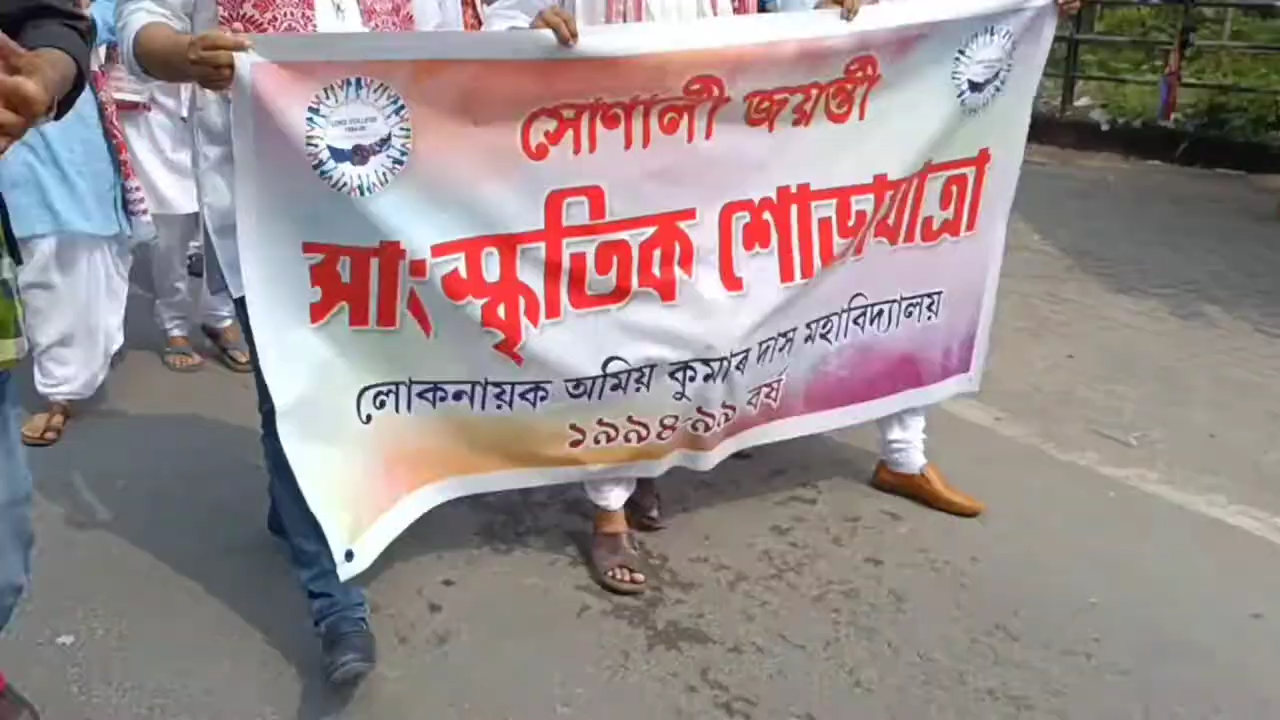 সোণালী জয়ন্তী
সাংস্কৃতিক শোভাযাত্ৰা
লোকনায়ক অমিয় কুমাৰ দাস মহাবিদ্যালয়
১৯৯৪-৯৯ বৰ্ষ